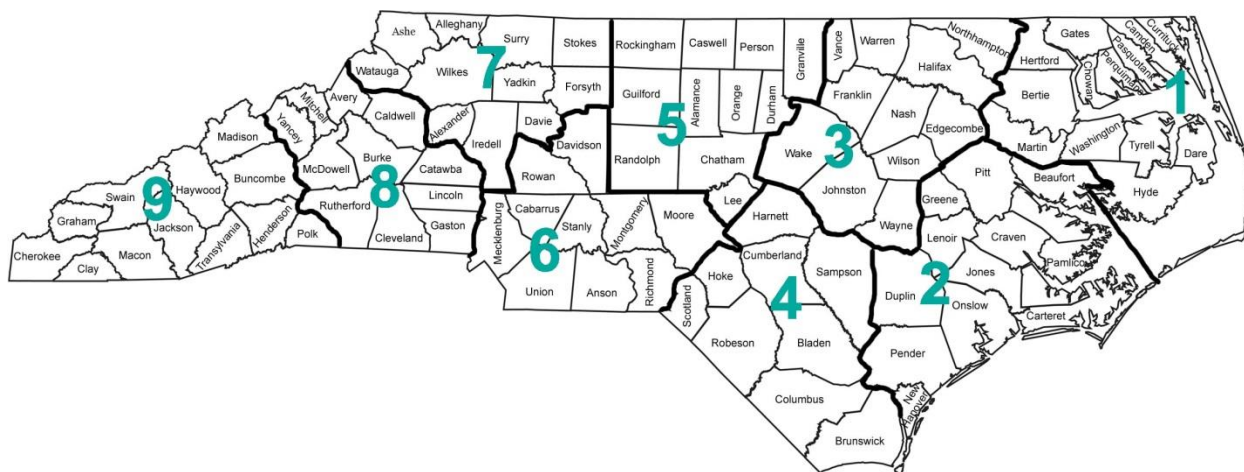 Alleghany
Ashe
Surry
Stokes
Rockingham
Caswell
Person
Granville
Vance
Warren
Northhampton
Gates
Camden
Currituck
Pasquotank
Perquimans
Chowan
Hertford
Halifax
Watauga
Wilkes
7
Yadkin
Forsyth
Guilford
Alamance
Orange
Durham
Franklin
Nash
Bertie
1
Mitchell
Avery
Yancey
Caldwell
Alexander
Davie
Iredell
Davidson
5
Edgecombe
Madison
McDowell
Burke
Catawba
Rowan
Randolph
Chatham
Wake
3
Wilson
Martin
Washington
Tyrrell
Dare
Haywood
Buncombe
8
Lincoln
Swain
9
Rutherford
Cabarrus
Stanly
Montgomery
Moore
Lee
Johnston
Pitt
Beaufort
Hyde
Graham
Jackson
Transylvania
Henderson
Polk
Cleveland
Gaston
Mecklenburg
6
Harnett
Wayne
Greene
Cherokee
Clay
Macon
Union
Anson
Richmond
Scotland
Hoke
Cumberland
Sampson
4
Lenoir
Craven
Pamlico
Duplin
2
Jones
Onslow
Carteret
Robeson
Bladen
Pender
Columbus
New
Hanover
Brunswick